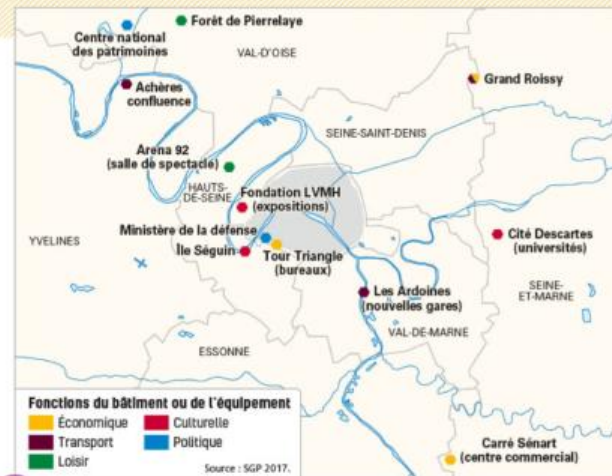 Forêt de Pierrelaye
Centre national
des patrimoines
VAL-D'OISE
Achères
confluence
Grand Roissy
SEINE-SAINT-DENIS
Arena 92
(salle de spectacle)
HAUTS-
DE-SEINE
Fondation LVMH
(expositions)
Ministère de la défense
YVELINES
Île Séguin
Tour Triangle
(bureaux)
Cité Descartes
(universités)
SEINE-
ET-MARNE
Les Ardoines
(nouvelles gares)
VAL-DE-MARNE
ESSONNE
Fonctions du bâtiment ou de l'équipement
Économique
Culturelle
Transport
Politique
Loisir
Source : SGP 2017.
Carré Sénart
(centre commercial)